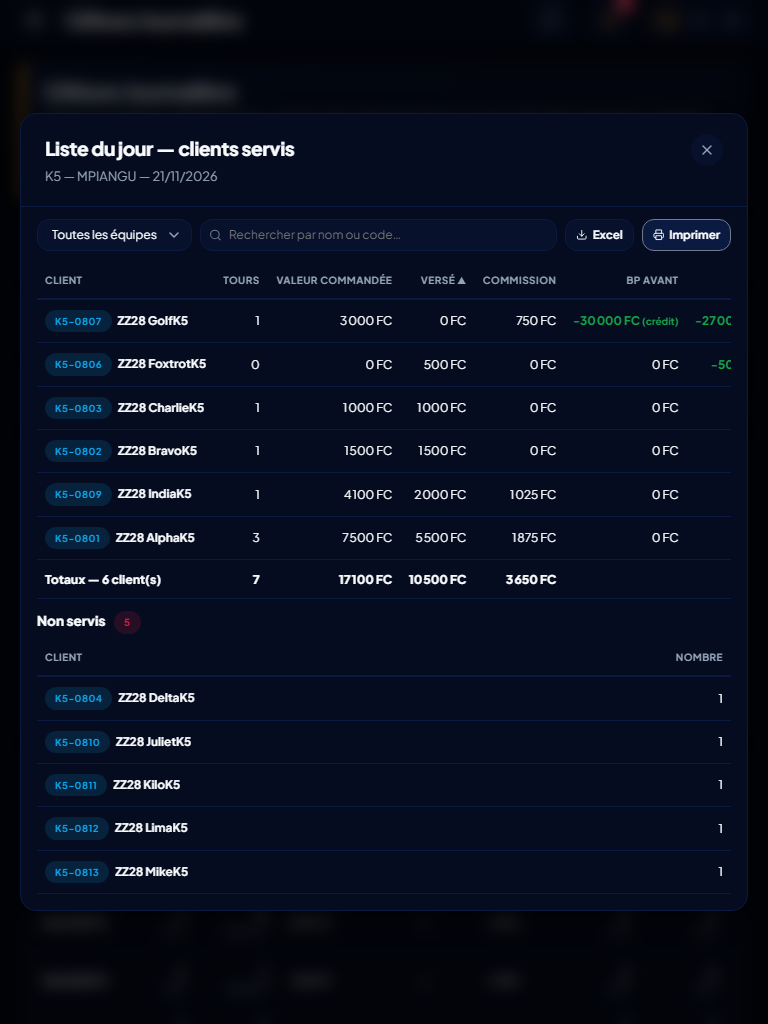 Liste du jour — clients servis
K5 — MPIANGU — 21/11/2026
Toutes les équipes
Rechercher par nom ou code...
Excel
Imprimer
CLIENT TOURS VALEUR COMMANDÉE VERSÉ ▲ COMMISSION BP AVANT
K5-0807 ZZ28 GolfK5 1 3 000 FC 0 FC 750 FC -30 000 FC (crédit) -27 00
K5-0806 ZZ28 FoxtrotK5 0 0 FC 500 FC 0 FC 0 FC -50
K5-0803 ZZ28 CharlieK5 1 1 000 FC 1 000 FC 0 FC 0 FC
K5-0802 ZZ28 BravoK5 1 1 500 FC 1 500 FC 0 FC 0 FC
K5-0809 ZZ28 IndiaK5 1 4 100 FC 2 000 FC 1 025 FC 0 FC
K5-0801 ZZ28 AlphaK5 3 7 500 FC 5 500 FC 1 875 FC 0 FC
Totaux — 6 client(s) 7 17 100 FC 10 500 FC 3 650 FC
Non servis 5
CLIENT NOMBRE
K5-0804 ZZ28 DeltaK5 1
K5-0810 ZZ28 JulietK5 1
K5-0811 ZZ28 KiloK5 1
K5-0812 ZZ28 LimaK5 1
K5-0813 ZZ28 MikeK5 1